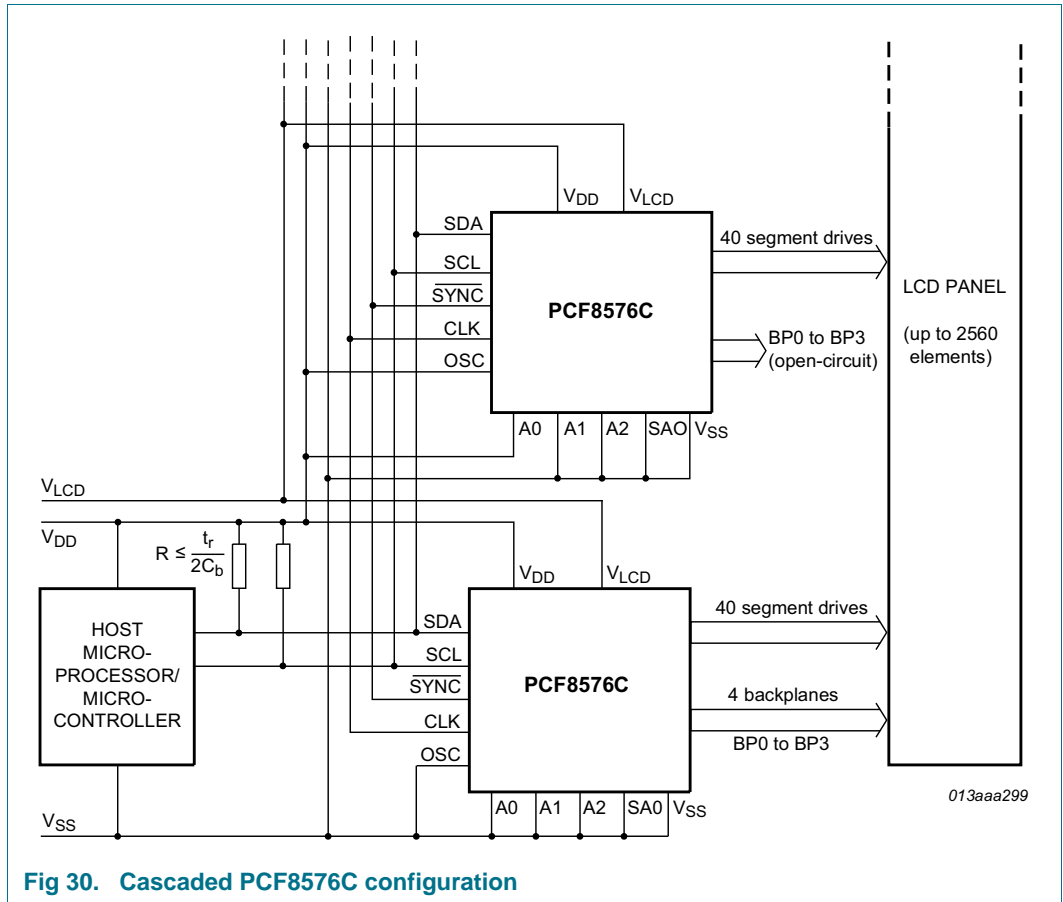 VDD
VLCD
SDA
SCL
SYNC
CLK
OSC
PCF8576C
A0
A1
A2
SAO
VSS
40 segment drives
BP0 to BP3
(open-circuit)
LCD PANEL
(up to 2560
elements)
VLCD
VDD
R ≤ tr
2Cb
HOST
MICRO-
PROCESSOR/
MICRO-
CONTROLLER
VSS
VDD
VLCD
SDA
SCL
SYNC
CLK
OSC
PCF8576C
A0
A1
A2
SA0
VSS
40 segment drives
4 backplanes
BP0 to BP3
013aaa299
Fig 30. Cascaded PCF8576C configuration